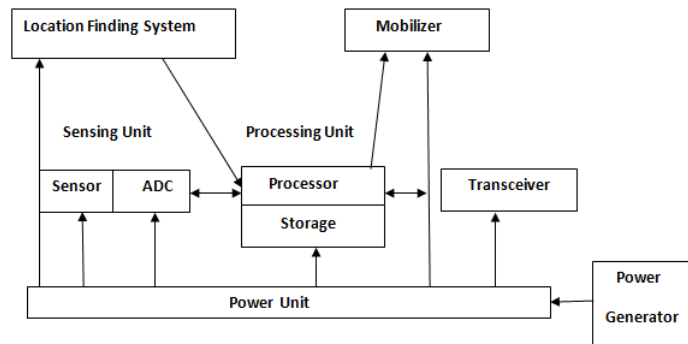 Location Finding System
Mobilizer
Sensing Unit
Processing Unit
Sensor
ADC
Processor
Transceiver
Storage
Power Unit
Power
Generator